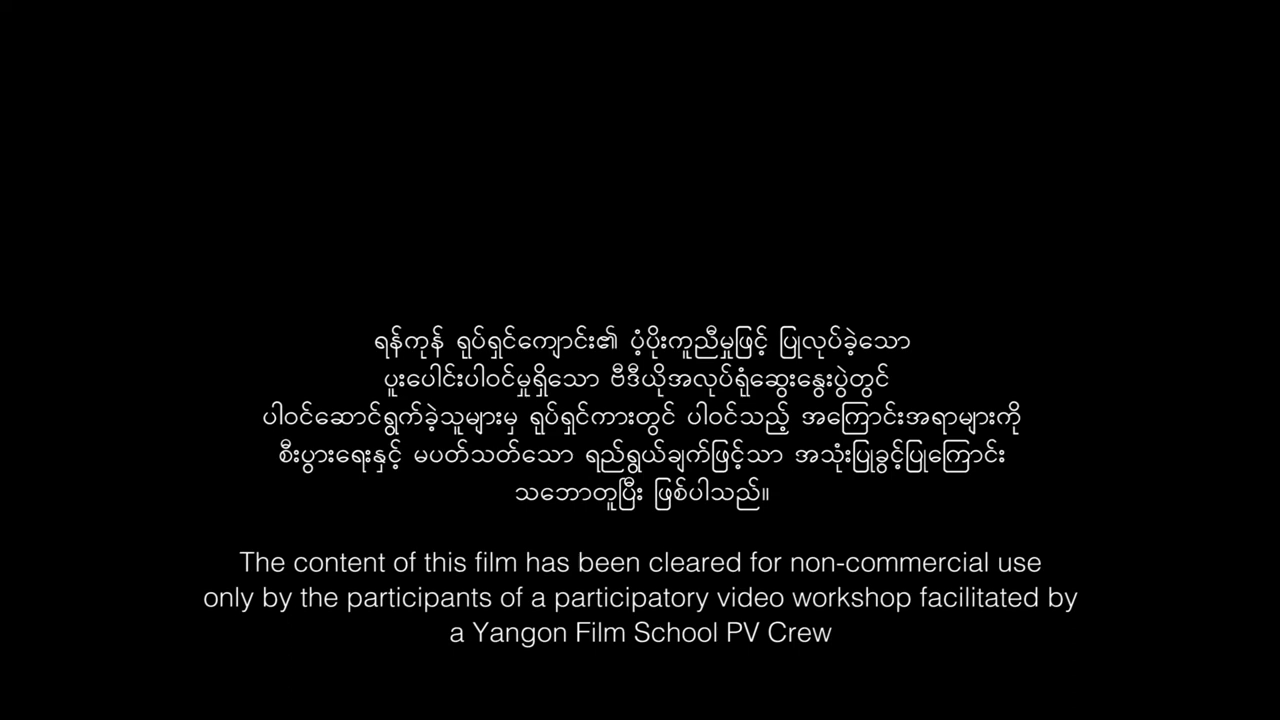 ရန်ကုန် ရုပ်ရှင်ကျောင်း၏ ပံ့ပိုးကူညီမှုဖြင့် ပြုလုပ်ခဲ့သော
ပူးပေါင်းပါဝင်မှုရှိသော ဗီဒီယိုအလုပ်ရုံဆွေးနွေးပွဲတွင်
ပါဝင်ဆောင်ရွက်ခဲ့သူများမှ ရုပ်ရှင်ကားတွင် ပါဝင်သည့် အကြောင်းအရာများကို
စီးပွားရေးနှင့် မပတ်သတ်သော ရည်ရွယ်ချက်ဖြင့်သာ အသုံးပြုခွင့်ပြုကြောင်း
သဘောတူပြီး ဖြစ်ပါသည်။
The content of this film has been cleared for non-commercial use
only by the participants of a participatory video workshop facilitated by
a Yangon Film School PV Crew